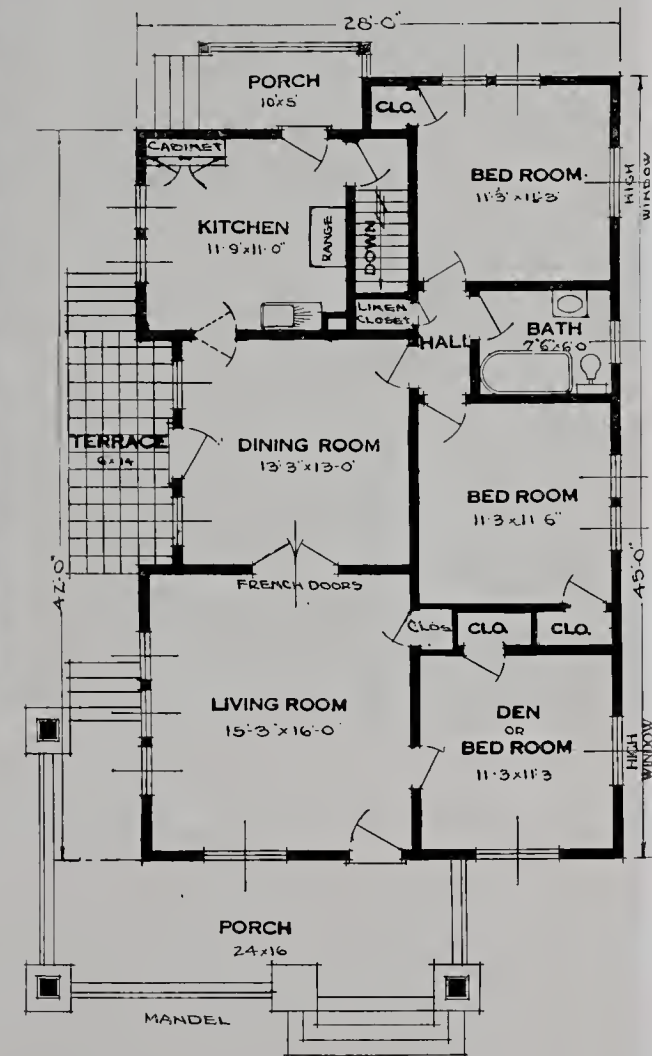 28'-0"
PORCH
10'x5'
CLO.
CABINET
BED ROOM
11'-3" x 11'-3"
HIGH
WINDOW
KITCHEN
11-9"x11-0"
RANGE
DOWN
LINEN
CLOSET
HALL
BATH
7'6"x6'0
TERRACE
DINING ROOM
13'3"x13-0"
BED ROOM
11-3x11-6"
42'-0"
45'-0"
FRENCH DOORS
CLOS
CLO.
CLO.
LIVING ROOM
15'-3"x16'-0"
DEN
OR
BED ROOM
11-3x11-3
HIGH
WINDOW
PORCH
24x16
MANDEL